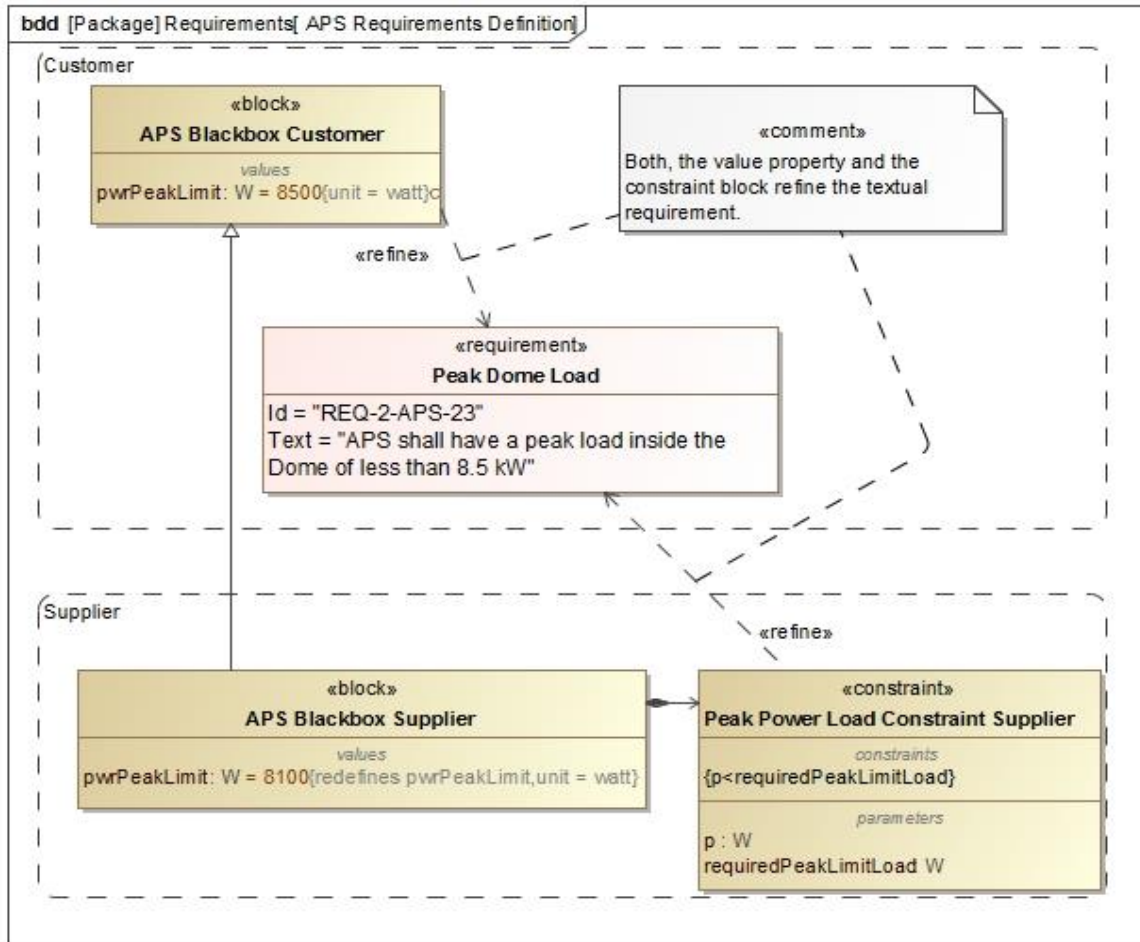 bdd [Package] Requirements[ APS Requirements Definition]
Customer
«block»
APS Blackbox Customer
values
pwrPeakLimit: W = 8500{unit = watt}
«comment»
Both, the value property and the
constraint block refine the textual
requirement.
«refine»
«requirement»
Peak Dome Load
Id = "REQ-2-APS-23"
Text = "APS shall have a peak load inside the
Dome of less than 8.5 kW"
Supplier
«refine»
«block»
APS Blackbox Supplier
values
pwrPeakLimit: W = 8100{redefines pwrPeakLimit,unit = watt}
«constraint»
Peak Power Load Constraint Supplier
constraints
{p<requiredPeakLimitLoad}
parameters
p : W
requiredPeakLimitLoad W